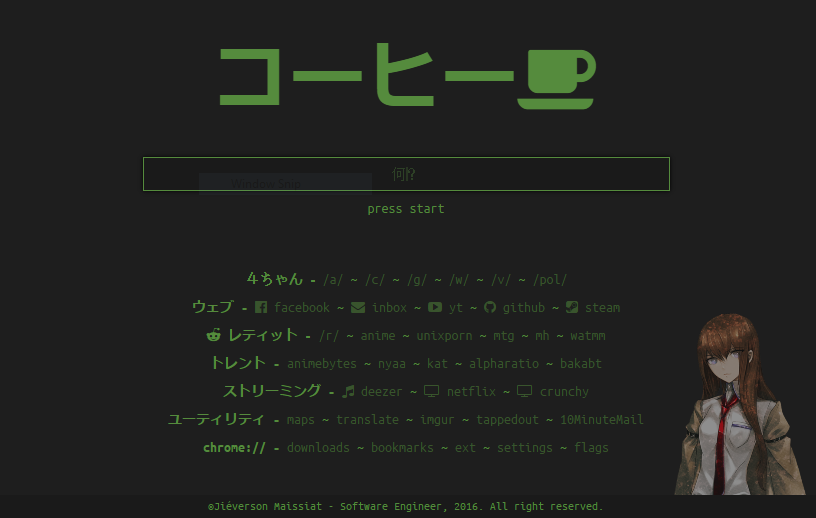 コーヒー
何⁉
press start
４ちゃん - /a/ ~ /c/ ~ /g/ ~ /w/ ~ /v/ ~ /pol/
ウェブ - facebook ~ inbox ~ yt ~ github ~ steam
レディット - /r/ ~ anime ~ unixporn ~ mtg ~ mh ~ watmm
トレント - animebytes ~ nyaa ~ kat ~ alpharatio ~ bakabt
ストリーミング - deezer ~ netflix ~ crunchy
ユーティリティ - maps ~ translate ~ imgur ~ tappedout ~ 10MinuteMail
chrome:// - downloads ~ bookmarks ~ ext ~ settings ~ flags
©Jiéverson Maissiat - Software Engineer, 2016. All right reserved.